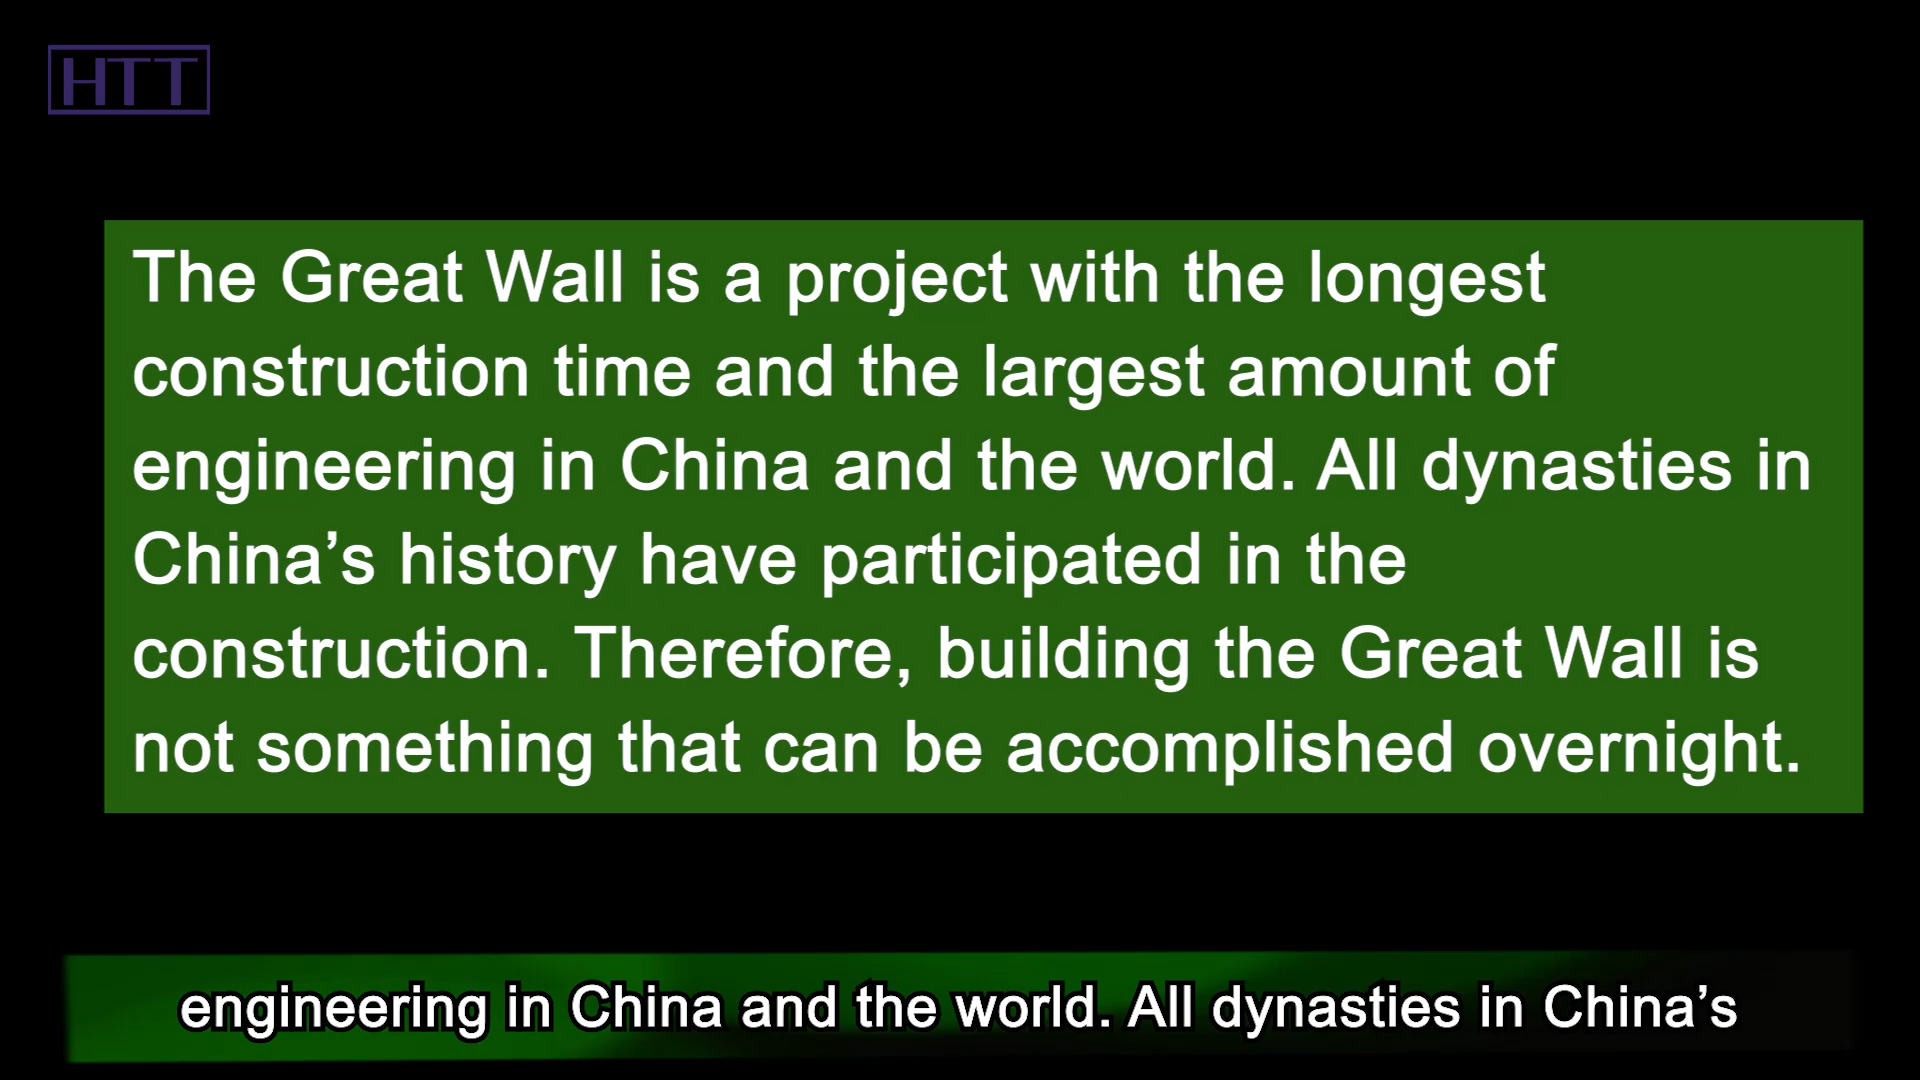 HTT
The Great Wall is a project with the longest
construction time and the largest amount of
engineering in China and the world. All dynasties in
China’s history have participated in the
construction. Therefore, building the Great Wall is
not something that can be accomplished overnight.
engineering in China and the world. All dynasties in China’s